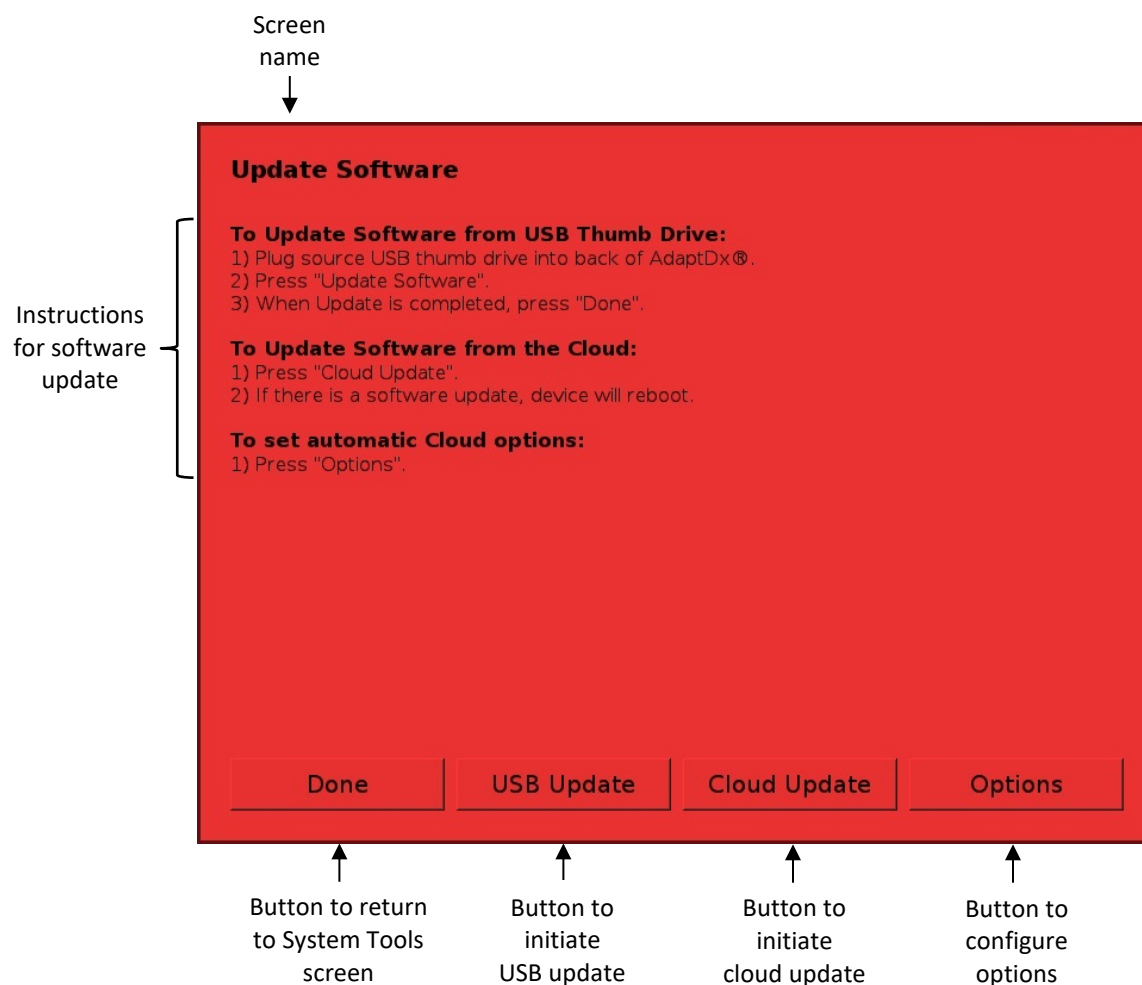 Screen
name
Update Software
To Update Software from USB Thumb Drive:
1) Plug source USB thumb drive into back of AdaptDx®.
2) Press "Update Software".
3) When Update is completed, press "Done".
Instructions
for software
update
To Update Software from the Cloud:
1) Press "Cloud Update".
2) If there is a software update, device will reboot.
To set automatic Cloud options:
1) Press "Options".
Done
USB Update
Cloud Update
Options
Button to return
to System Tools
screen
Button to
initiate
USB update
Button to
initiate
cloud update
Button to
configure
options